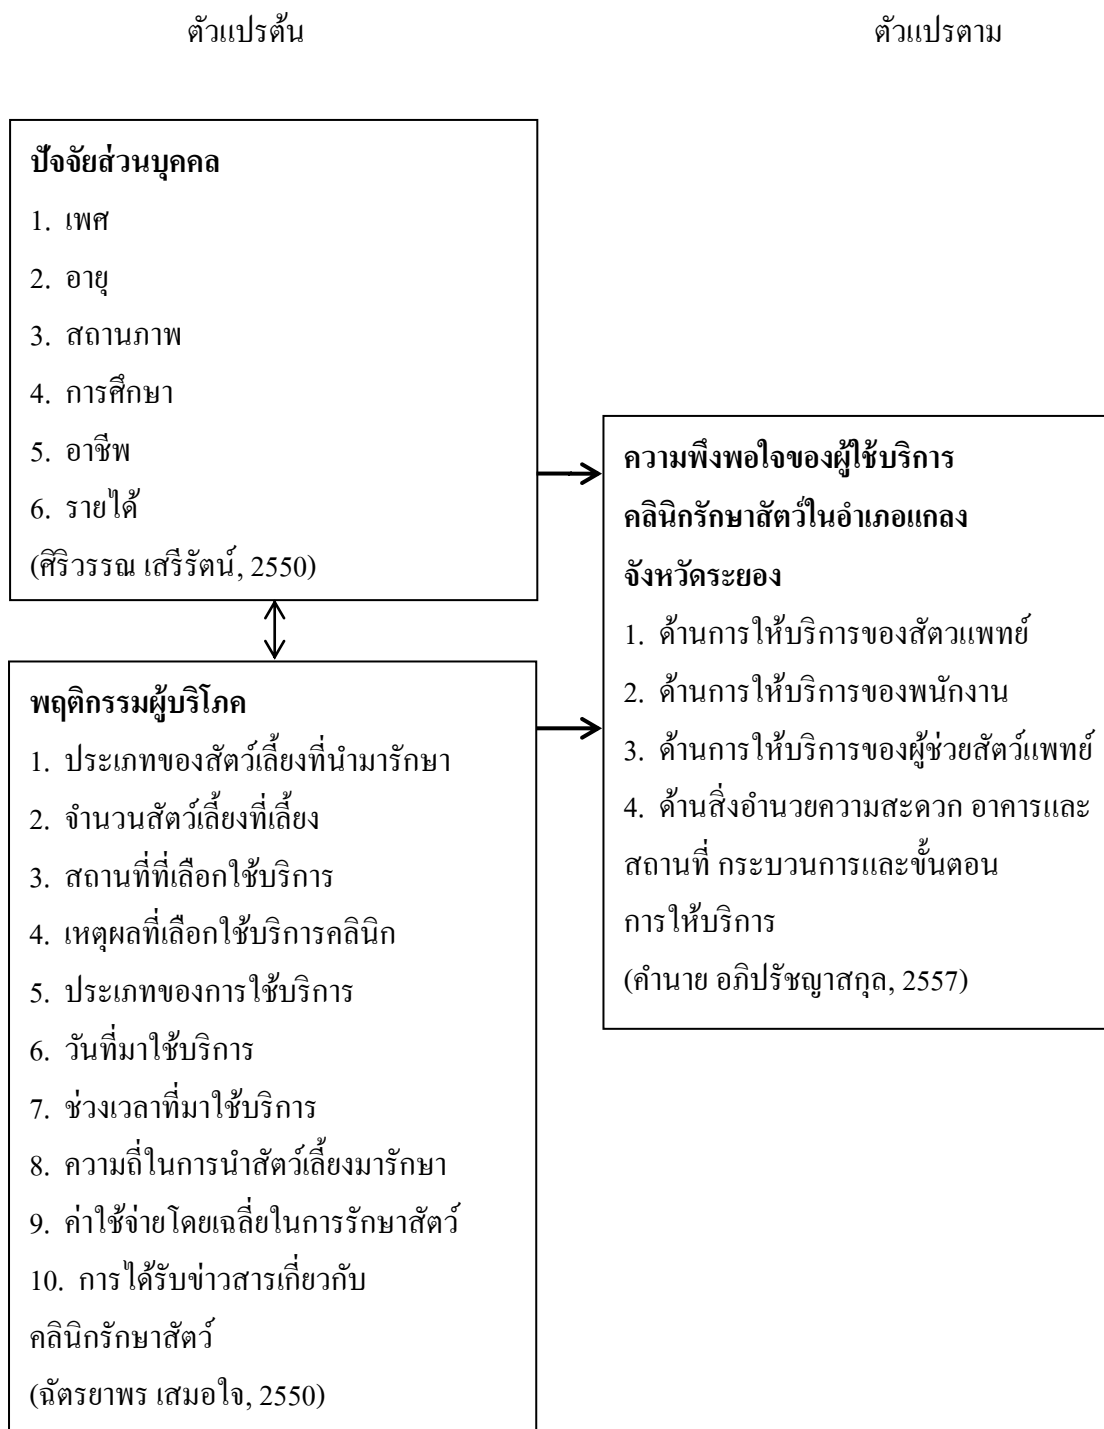 ตัวแปรต้น
ตัวแปรตาม
ปัจจัยส่วนบุคคล
1. เพศ
2. อายุ
3. สถานภาพ
4. การศึกษา
5. อาชีพ
6. รายได้
(ศิริวรรณ เสรีรัตน์, 2550)
พฤติกรรมผู้บริโภค
1. ประเภทของสัตว์เลี้ยงที่นำมารักษา
2. จำนวนสัตว์เลี้ยงที่เลี้ยง
3. สถานที่ที่เลือกใช้บริการ
4. เหตุผลที่เลือกใช้บริการคลินิก
5. ประเภทของการใช้บริการ
6. วันที่มาใช้บริการ
7. ช่วงเวลาที่มาใช้บริการ
8. ความถี่ในการนำสัตว์เลี้ยงมารักษา
9. ค่าใช้จ่ายโดยเฉลี่ยในการรักษาสัตว์
10. การได้รับข่าวสารเกี่ยวกับ
คลินิกรักษาสัตว์
(ฉัตรยาพร เสมอใจ, 2550)
ความพึงพอใจของผู้ใช้บริการ
คลินิกรักษาสัตว์ในอำเภอแกลง
จังหวัดระยอง
1. ด้านการให้บริการของสัตวแพทย์
2. ด้านการให้บริการของพนักงาน
3. ด้านการให้บริการของผู้ช่วยสัตว์แพทย์
4. ด้านสิ่งอำนวยความสะดวก อาคารและ
สถานที่ กระบวนการและขั้นตอน
การให้บริการ
(คำนาย อภิปรัชญาสกุล, 2557)